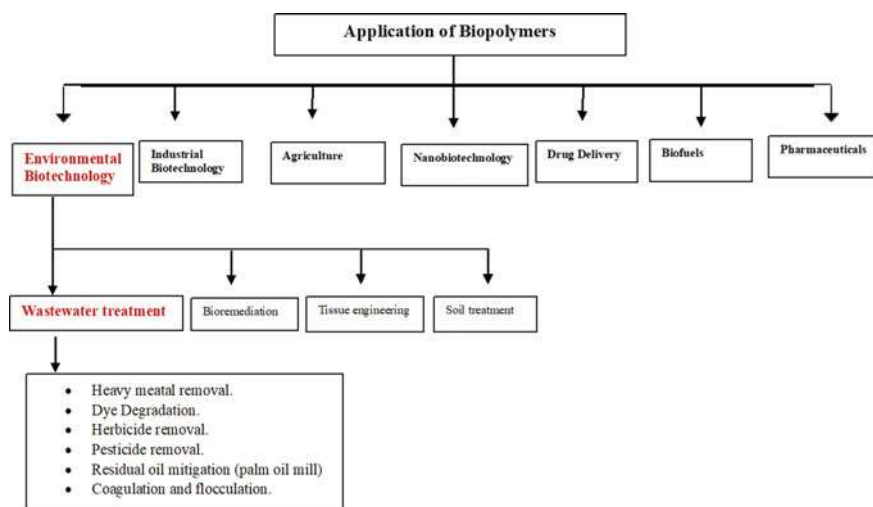 Application of Biopolymers
Environmental
Biotechnology
Industrial
Biotechnology
Agriculture
Nanobiotechnology
Drug Delivery
Biofuels
Pharmaceuticals
Wastewater treatment
Bioremediation
Tissue engineering
Soil treatment
• Heavy meatal removal.
• Dye Degradation.
• Herbicide removal.
• Pesticide removal.
• Residual oil mitigation (palm oil mill)
• Coagulation and flocculation.